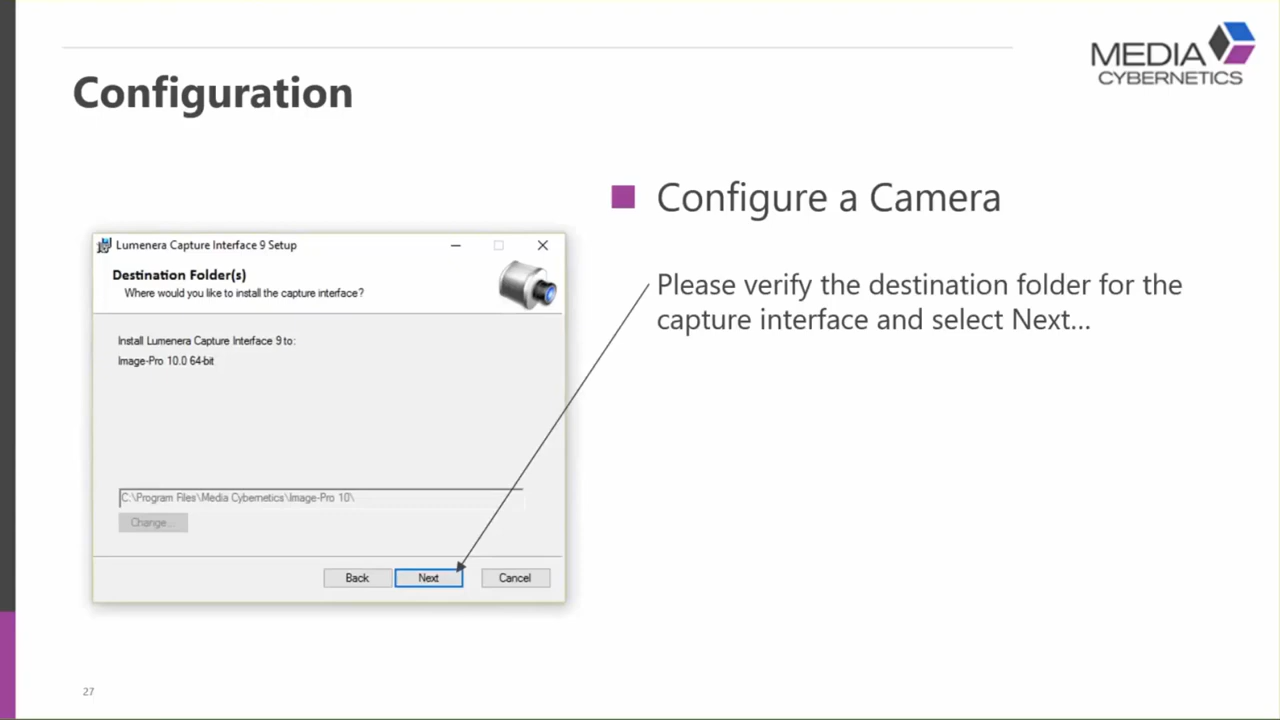 MEDIA
CYBERNETICS
Configuration
Configure a Camera
Lumenera Capture Interface 9 Setup
Destination Folder(s)
Where would you like to install the capture interface?
Install Lumenera Capture Interface 9 to:
Image-Pro 10.0 64-bit
C:\Program Files\Media Cybernetics\Image-Pro 10\
Change...
Back
Next
Cancel
Please verify the destination folder for the
capture interface and select Next...
27